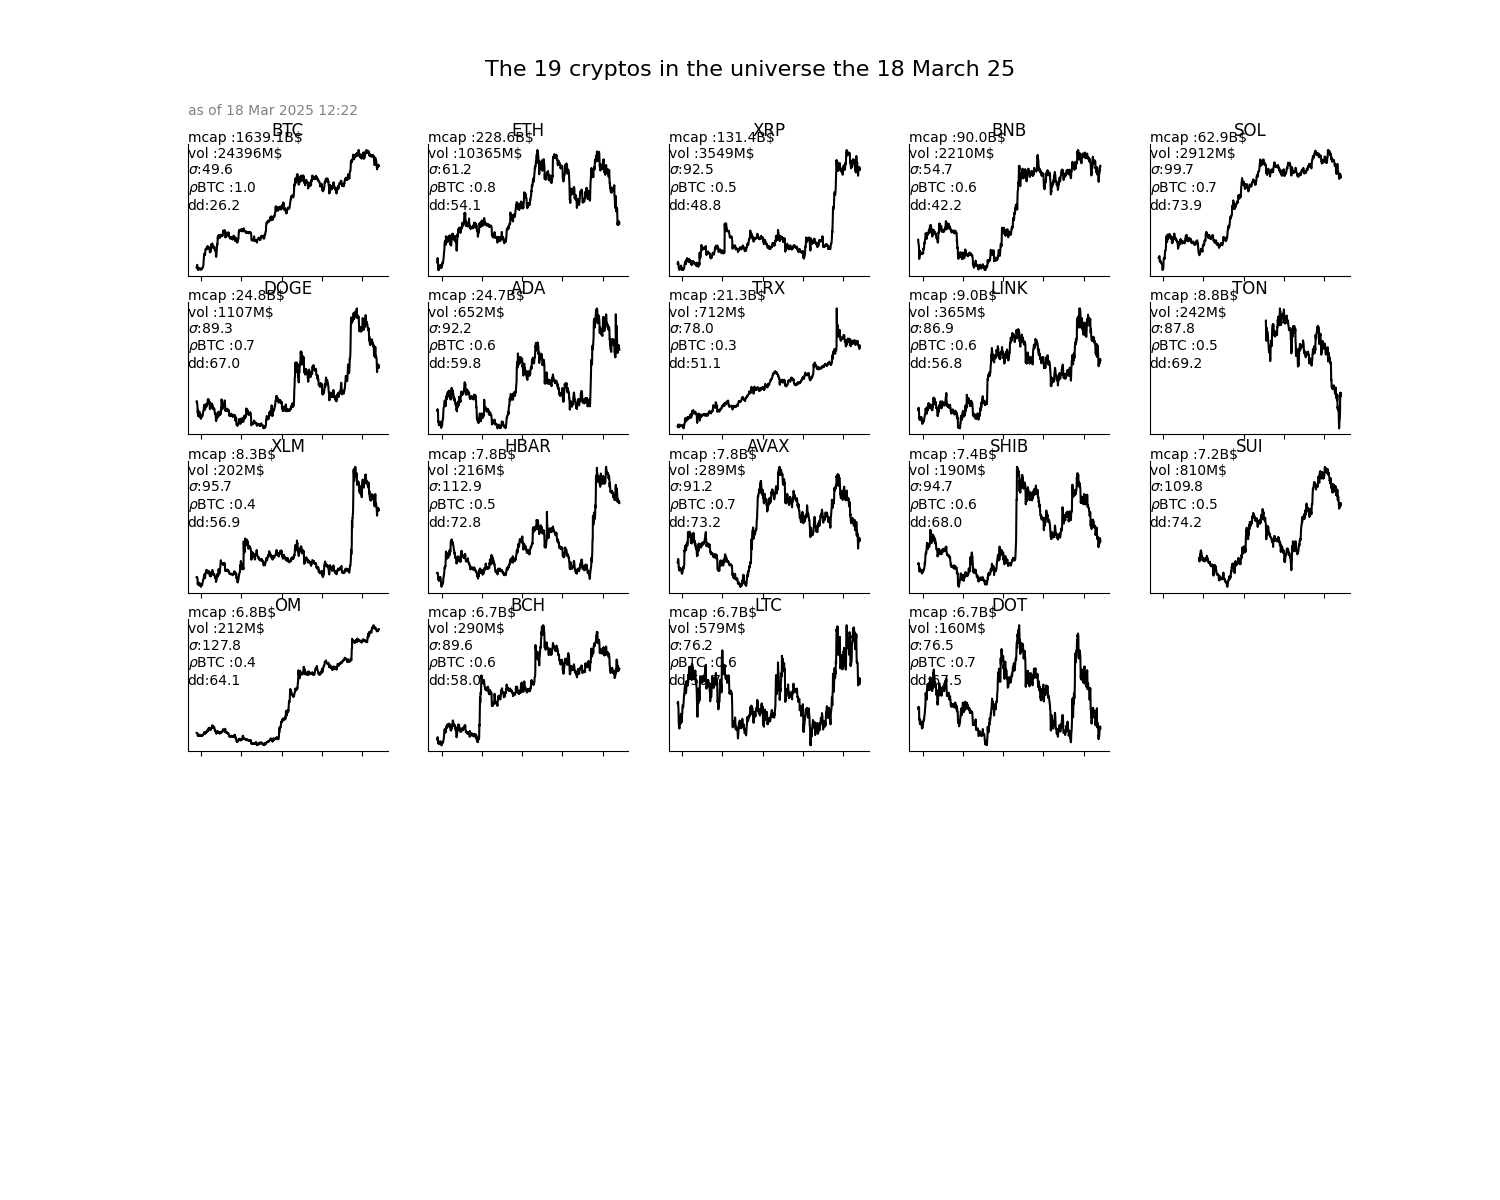 The 19 cryptos in the universe the 18 March 25
as of 18 Mar 2025 12:22
BTC
mcap :1639.1B$
vol :24396M$
σ:49.6
ρBTC :1.0
dd:26.2
ETH
mcap :228.6B$
vol :10365M$
σ:61.2
ρBTC :0.8
dd:54.1
XRP
mcap :131.4B$
vol :3549M$
σ:92.5
ρBTC :0.5
dd:48.8
BNB
mcap :90.0B$
vol :2210M$
σ:54.7
ρBTC :0.6
dd:42.2
SOL
mcap :62.9B$
vol :2912M$
σ:99.7
ρBTC :0.7
dd:73.9
DOGE
mcap :24.8B$
vol :1107M$
σ:89.3
ρBTC :0.7
dd:67.0
ADA
mcap :24.7B$
vol :652M$
σ:92.2
ρBTC :0.6
dd:59.8
TRX
mcap :21.3B$
vol :712M$
σ:78.0
ρBTC :0.3
dd:51.1
LINK
mcap :9.0B$
vol :365M$
σ:86.9
ρBTC :0.6
dd:56.8
TON
mcap :8.8B$
vol :242M$
σ:87.8
ρBTC :0.5
dd:69.2
XLM
mcap :8.3B$
vol :202M$
σ:95.7
ρBTC :0.4
dd:56.9
HBAR
mcap :7.8B$
vol :216M$
σ:112.9
ρBTC :0.5
dd:72.8
AVAX
mcap :7.8B$
vol :289M$
σ:91.2
ρBTC :0.7
dd:73.2
SHIB
mcap :7.4B$
vol :190M$
σ:94.7
ρBTC :0.6
dd:68.0
SUI
mcap :7.2B$
vol :810M$
σ:109.8
ρBTC :0.5
dd:74.2
OM
mcap :6.8B$
vol :212M$
σ:127.8
ρBTC :0.4
dd:64.1
BCH
mcap :6.7B$
vol :290M$
σ:89.6
ρBTC :0.6
dd:58.0
LTC
mcap :6.7B$
vol :579M$
σ:76.2
ρBTC :0.6
DOT
mcap :6.7B$
vol :160M$
σ:76.5
ρBTC :0.7
dd:67.5